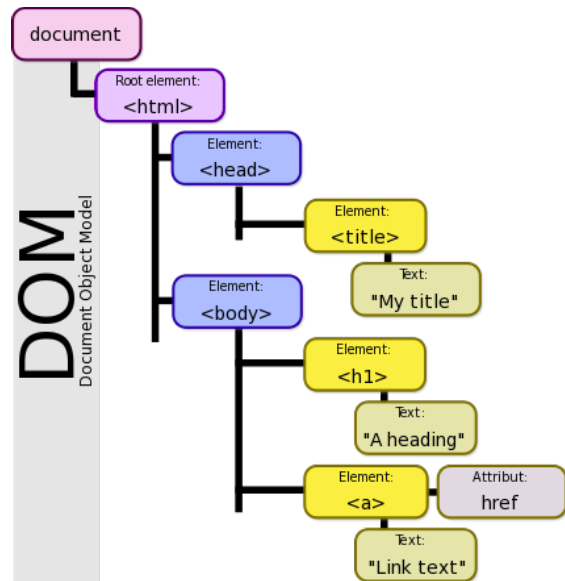 document
Root element:
<html>
Element:
<head>
Element:
<title>
Text:
"My title"
Element:
<body>
Element:
<h1>
Text:
"A heading"
Element:
<a>
Attribut:
href
Text:
"Link text"
DOM
Document Object Model